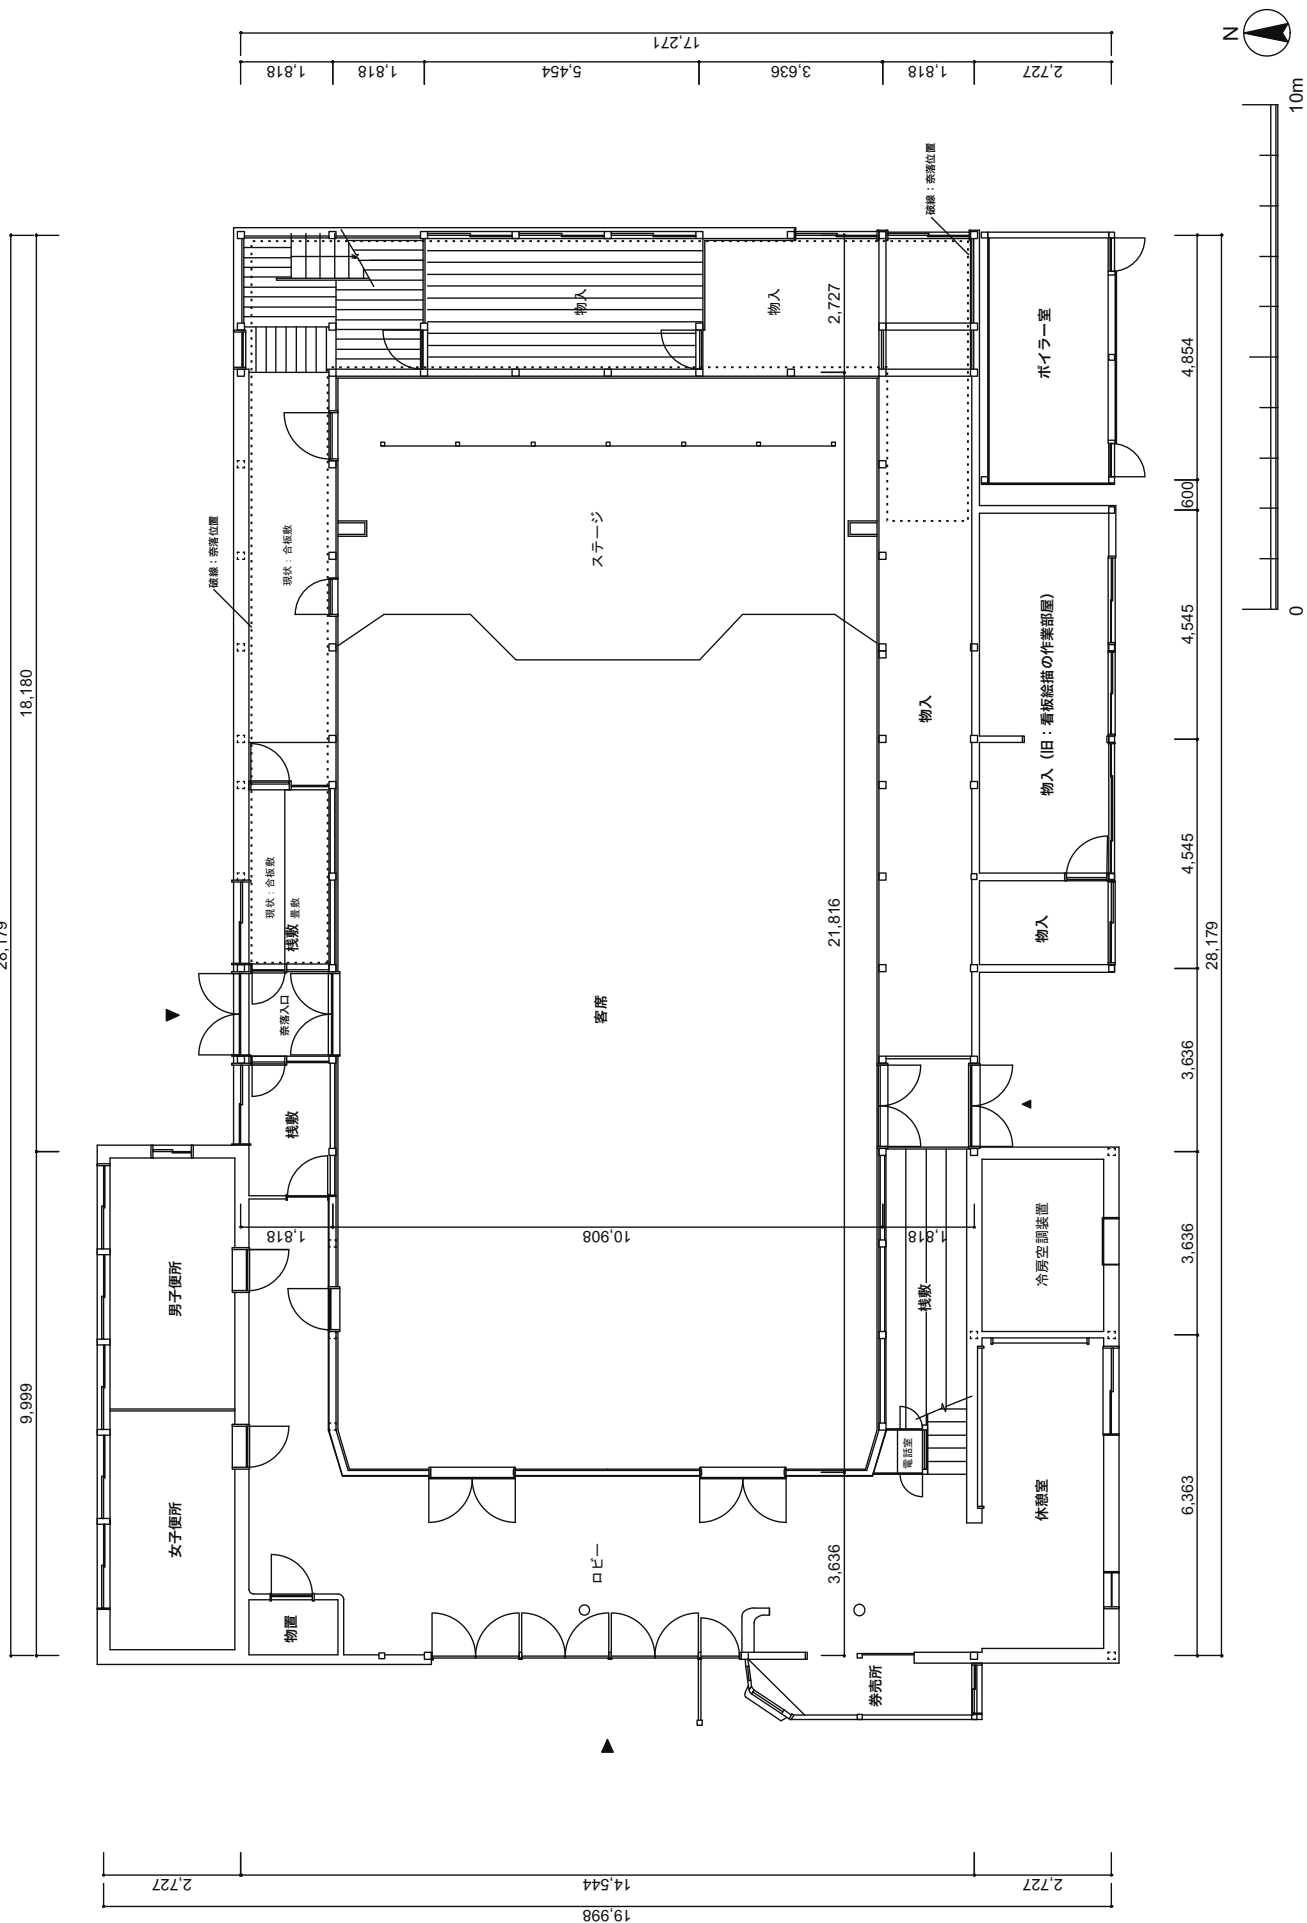 N
17,271
1,818
1,818
5,454
3,636
1,818
2,727
10m
0
破線：奈落位置
物入
物入
2,727
ボイラー室
4,854
600
破線：奈落位置
現状：合板敷
ステージ
4,545
18,180
物入
物入（旧：看板絵描の作業部屋）
4,545
現状：合板敷
畳敷
桟敷
21,816
物入
28,179
28,179
奈落入口
客席
3,636
桟敷
1,818
10,908
1,818
冷房空調装置
3,636
男子便所
桟敷
9,999
電話室
女子便所
休憩室
6,363
ロビー
3,636
物置
券売所
2,727
14,544
2,727
19,998